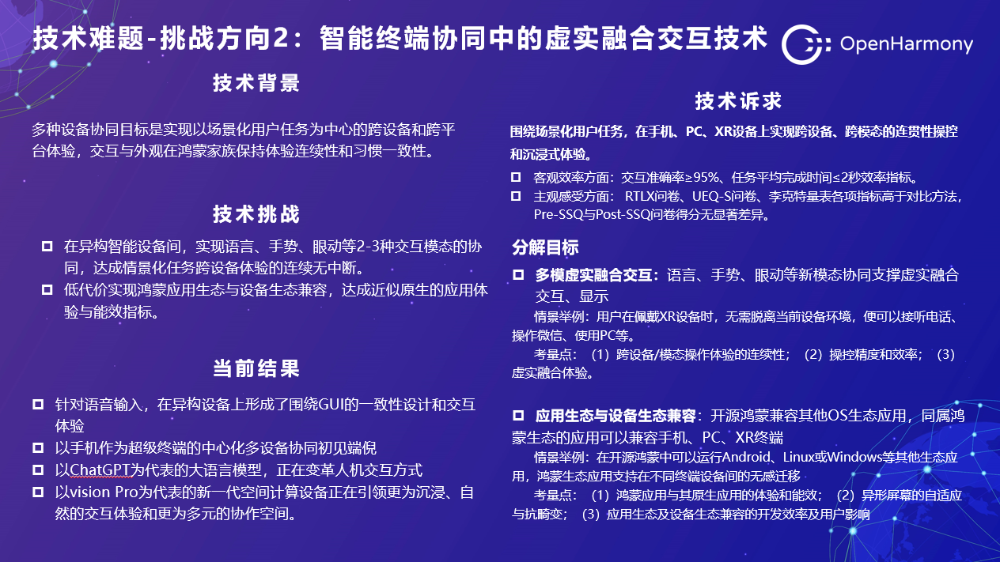 技术难题-挑战方向2：智能终端协同中的虚实融合交互技术
OpenHarmony
技术背景
多种设备协同目标是实现以场景化用户任务为中心的跨设备和跨平
台体验，交互与外观在鸿蒙家族保持体验连续性和习惯一致性。
技术挑战
在异构智能设备间，实现语言、手势、眼动等2-3种交互模态的协
同，达成情景化任务跨设备体验的连续无中断。
低代价实现鸿蒙应用生态与设备生态兼容，达成近似原生的应用体
验与能效指标。
当前结果
针对语音输入，在异构设备上形成了围绕GUI的一致性设计和交互
体验
以手机作为超级终端的中心化多设备协同初见端倪
以ChatGPT为代表的大语言模型，正在变革人机交互方式
以vision Pro为代表的新一代空间计算设备正在引领更为沉浸、自
然的交互体验和更为多元的协作空间。
技术诉求
围绕场景化用户任务，在手机、PC、XR设备上实现跨设备、跨模态的连贯性操控
和沉浸式体验。
客观效率方面：交互准确率≥95%、任务平均完成时间≤2秒效率指标。
主观感受方面： RTLX问卷、UEQ-S问卷、李克特量表各项指标高于对比方法，
Pre-SSQ与Post-SSQ问卷得分无显著差异。
分解目标
多模虚实融合交互：语言、手势、眼动等新模态协同支撑虚实融合
交互、显示
情景举例：用户在佩戴XR设备时，无需脱离当前设备环境，便可以接听电话、
操作微信、使用PC等。
考量点：（1）跨设备/模态操作体验的连续性；（2）操控精度和效率；（3）
虚实融合体验。
应用生态与设备生态兼容：开源鸿蒙兼容其他OS生态应用，同属鸿
蒙生态的应用可以兼容手机、PC、XR终端
情景举例：在开源鸿蒙中可以运行Android、Linux或Windows等其他生态应
用，鸿蒙生态应用支持在不同终端设备间的无感迁移
考量点：（1）鸿蒙应用与其原生应用的体验和能效；（2）异形屏幕的自适应
与抗畸变；（3）应用生态及设备生态兼容的开发效率及用户影响